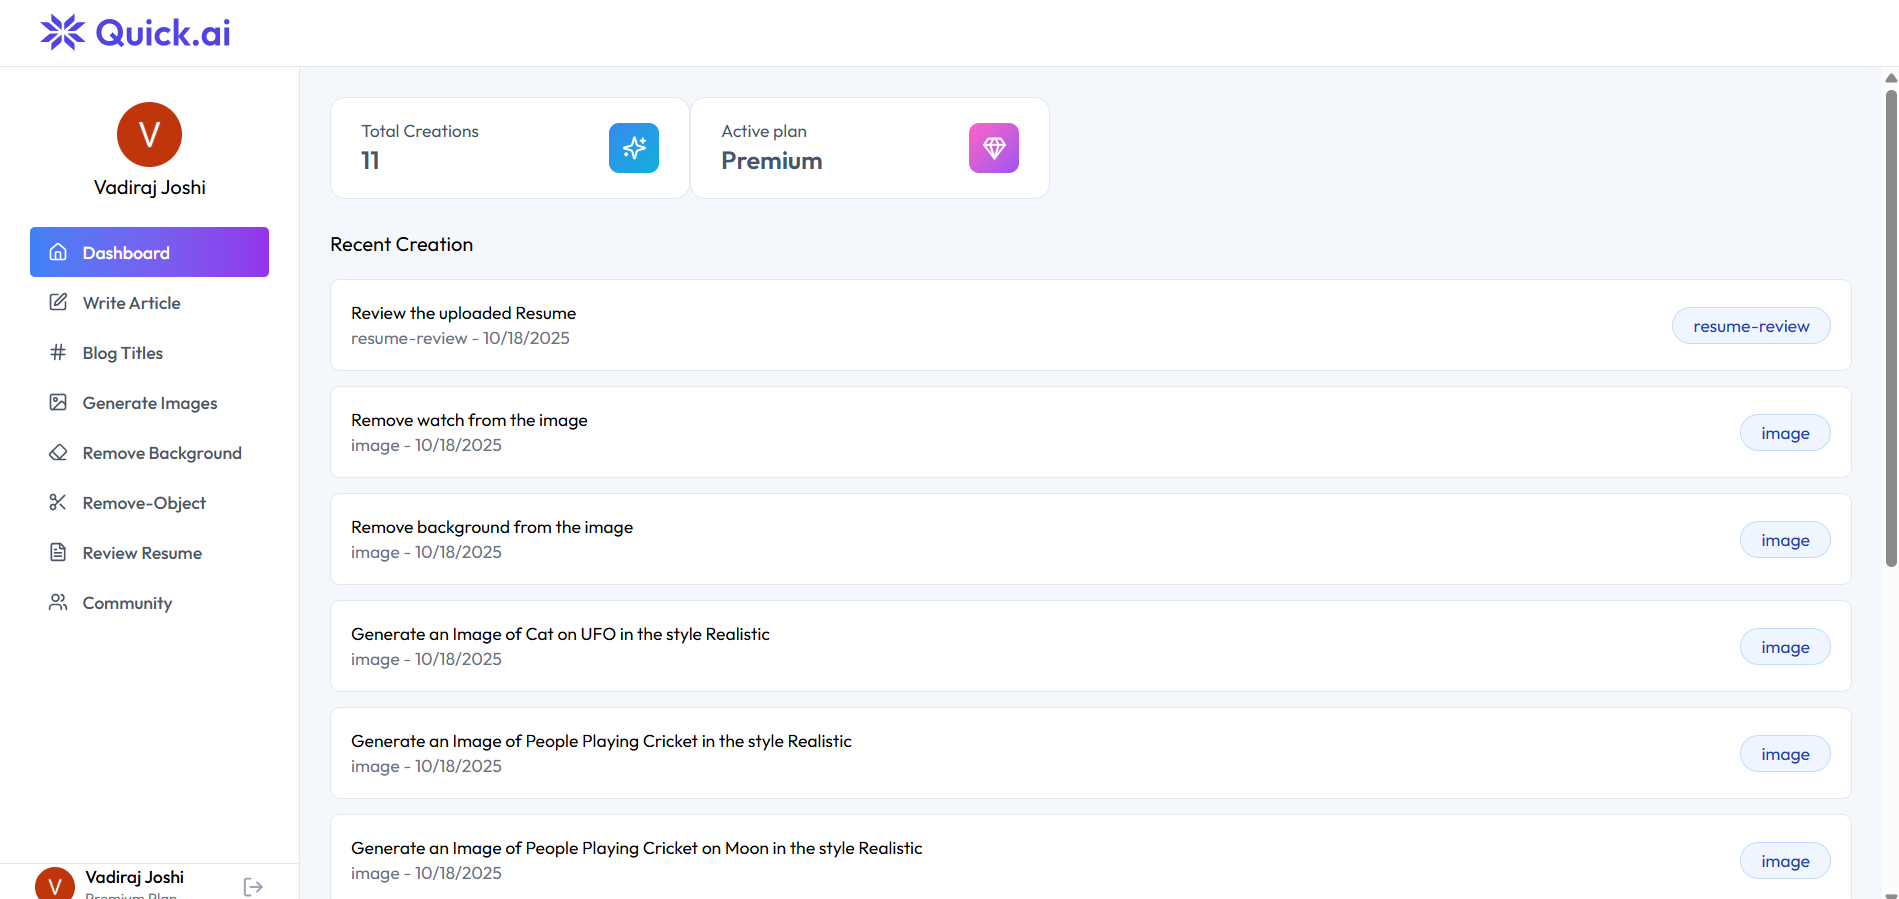 Quick.ai
V
Vadiraj Joshi
Dashboard
Write Article
Blog Titles
Generate Images
Remove Background
Remove-Object
Review Resume
Community
V
Vadiraj Joshi
Premium Plan
Total Creations
11
Active plan
Premium
Recent Creation
Review the uploaded Resume
resume-review - 10/18/2025
resume-review
Remove watch from the image
image - 10/18/2025
image
Remove background from the image
image - 10/18/2025
image
Generate an Image of Cat on UFO in the style Realistic
image - 10/18/2025
image
Generate an Image of People Playing Cricket in the style Realistic
image - 10/18/2025
image
Generate an Image of People Playing Cricket on Moon in the style Realistic
image - 10/18/2025
image